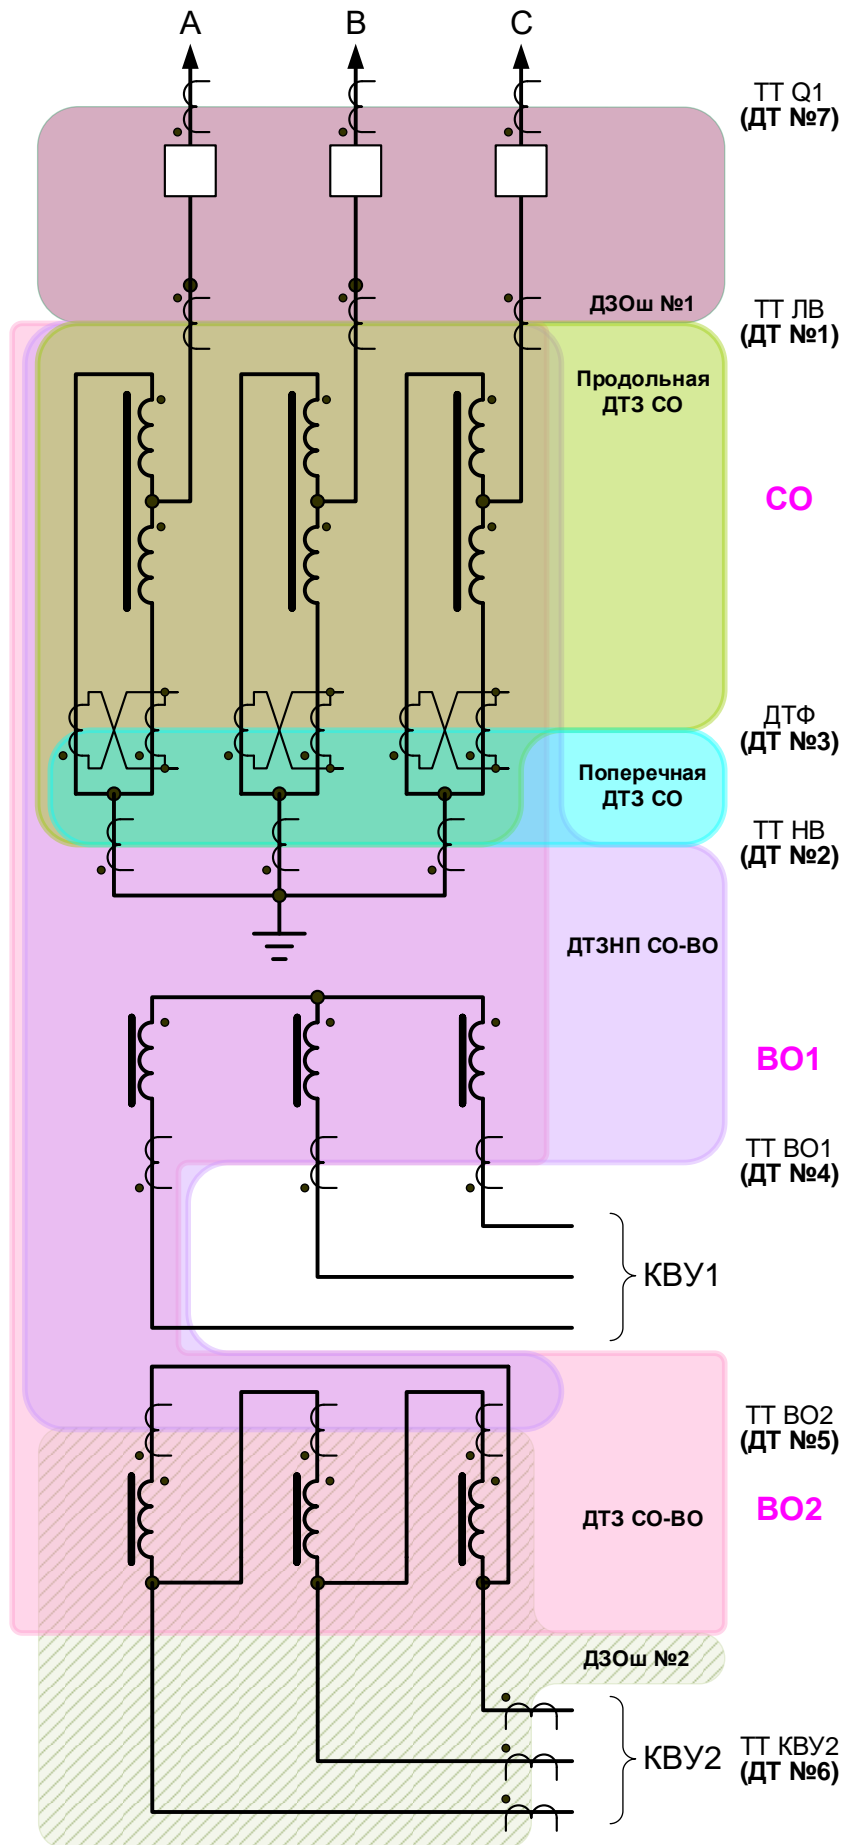 A
B
C
ТТ Q1
(ДТ №7)
ДЗОш №1
ТТ ЛВ
(ДТ №1)
Продольная
ДТЗ СО
СО
ДТФ
(ДТ №3)
Поперечная
ДТЗ СО
ТТ НВ
(ДТ №2)
ДТЗНП СО-ВО
ВО1
ТТ ВО1
(ДТ №4)
КВУ1
ТТ ВО2
(ДТ №5)
ДТЗ СО-ВО
ВО2
ДЗОш №2
КВУ2
ТТ КВУ2
(ДТ №6)